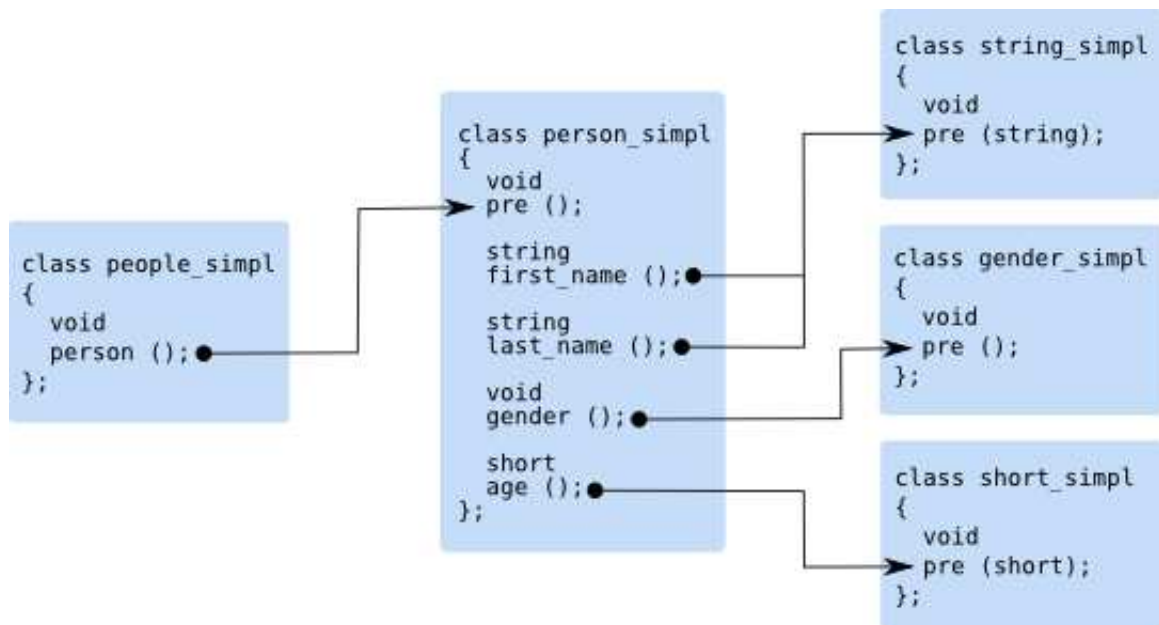 class people_simpl
{
void
person ();
};
class person_simpl
{
void
pre ();
string
first_name ();
string
last_name ();
void
gender ();
short
age ();
};
class string_simpl
{
void
pre (string);
};
class gender_simpl
{
void
pre ();
};
class short_simpl
{
void
pre (short);
};